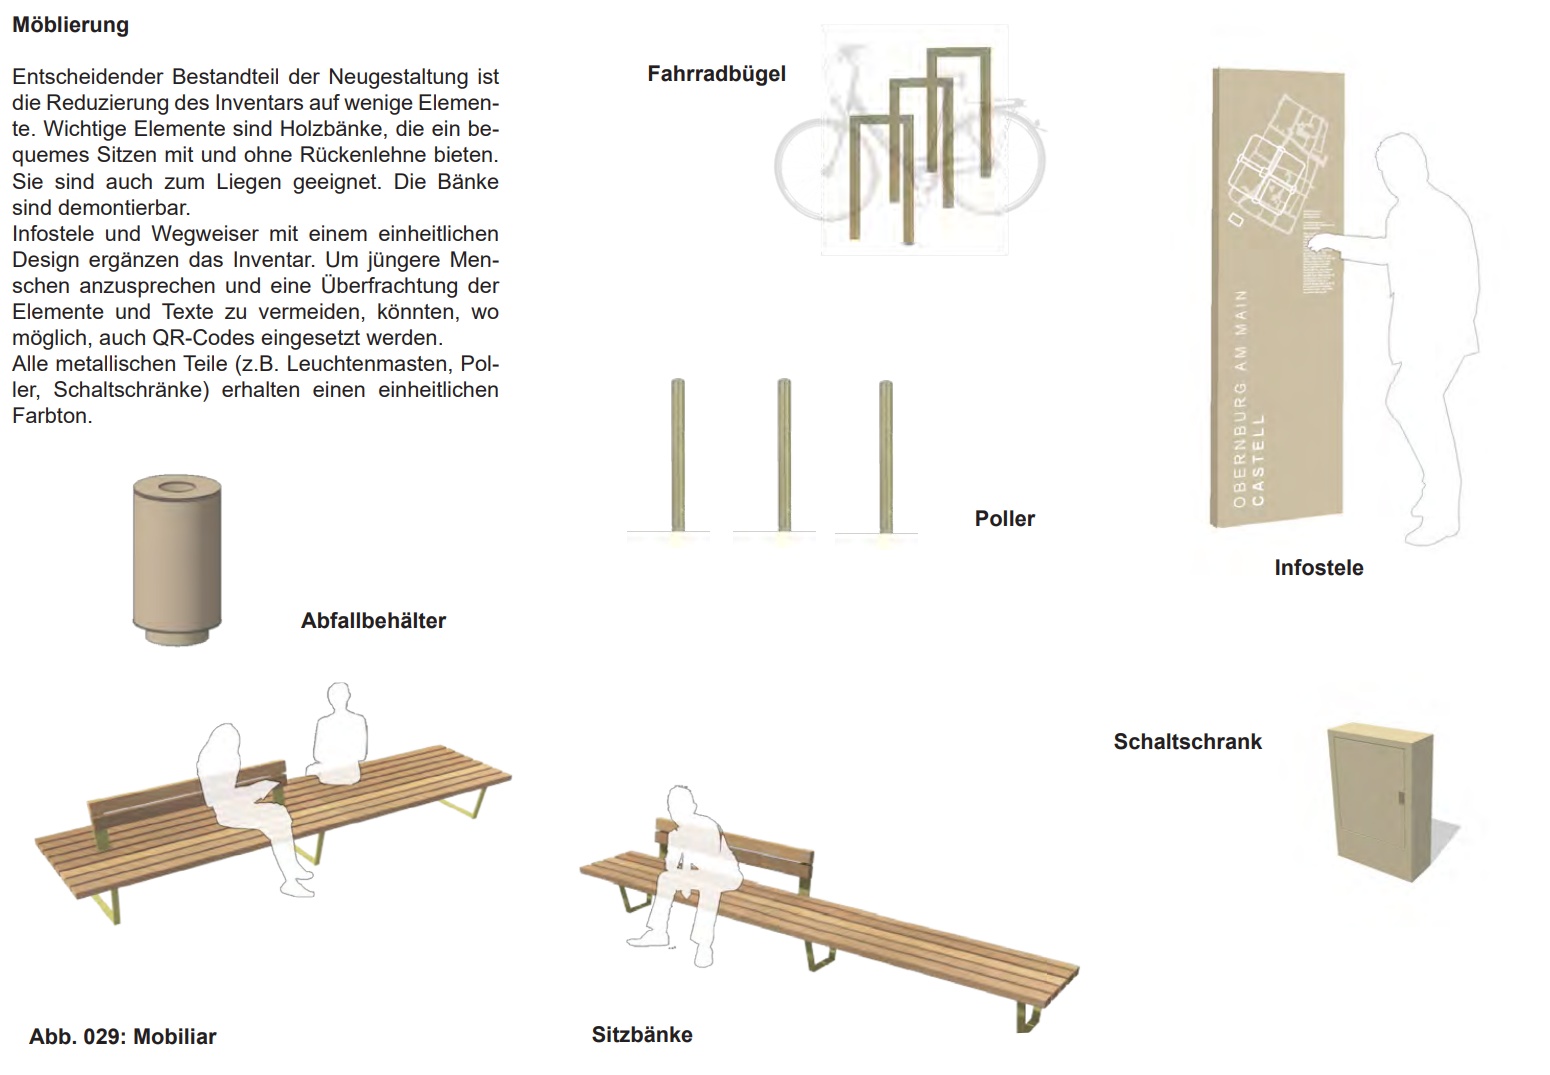 Möblierung
Entscheidender Bestandteil der Neugestaltung ist
die Reduzierung des Inventars auf wenige Elemen-
te. Wichtige Elemente sind Holzbänke, die ein be-
quemes Sitzen mit und ohne Rückenlehne bieten.
Sie sind auch zum Liegen geeignet. Die Bänke
sind demontierbar.
Infostele und Wegweiser mit einem einheitlichen
Design ergänzen das Inventar. Um jüngere Men-
schen anzusprechen und eine Überfrachtung der
Elemente und Texte zu vermeiden, könnten, wo
möglich, auch QR-Codes eingesetzt werden.
Alle metallischen Teile (z.B. Leuchtenmasten, Pol-
ler, Schaltschränke) erhalten einen einheitlichen
Farbton.
Fahrradbügel
OBERNBURG AM MAIN
CASTELL
Poller
Infostele
Abfallbehälter
Schaltschrank
Sitzbänke
Abb. 029: Mobiliar